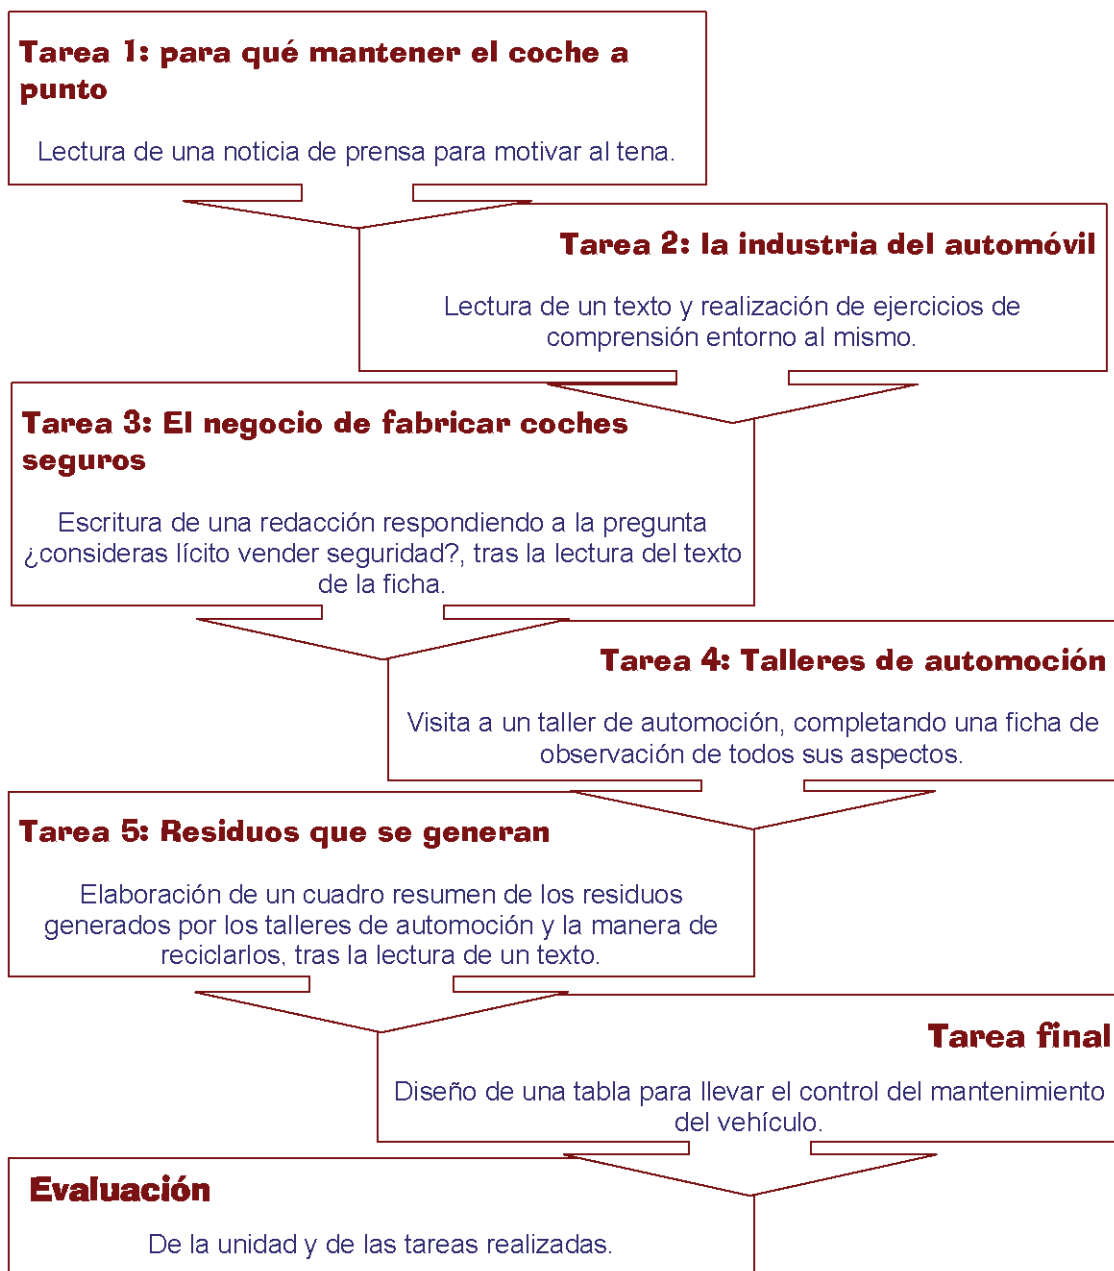 Tarea 1: para qué mantener el coche a
punto
Lectura de una noticia de prensa para motivar al tena.
Tarea 2: la industria del automóvil
Lectura de un texto y realización de ejercicios de
comprensión entorno al mismo.
Tarea 3: El negocio de fabricar coches
seguros
Escritura de una redacción respondiendo a la pregunta
¿consideras lícito vender seguridad?, tras la lectura del texto
de la ficha.
Tarea 4: Talleres de automoción
Visita a un taller de automoción, completando una ficha de
observación de todos sus aspectos.
Tarea 5: Residuos que se generan
Elaboración de un cuadro resumen de los residuos
generados por los talleres de automoción y la manera de
reciclarlos, tras la lectura de un texto.
Tarea final
Diseño de una tabla para llevar el control del mantenimiento
del vehículo.
Evaluación
De la unidad y de las tareas realizadas.